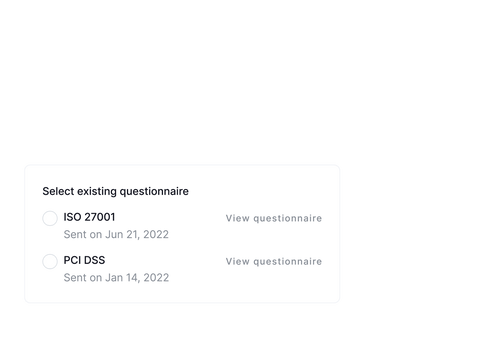 Select existing questionnaire
ISO 27001
View questionnaire
Sent on Jun 21, 2022
PCI DSS
View questionnaire
Sent on Jan 14, 2022